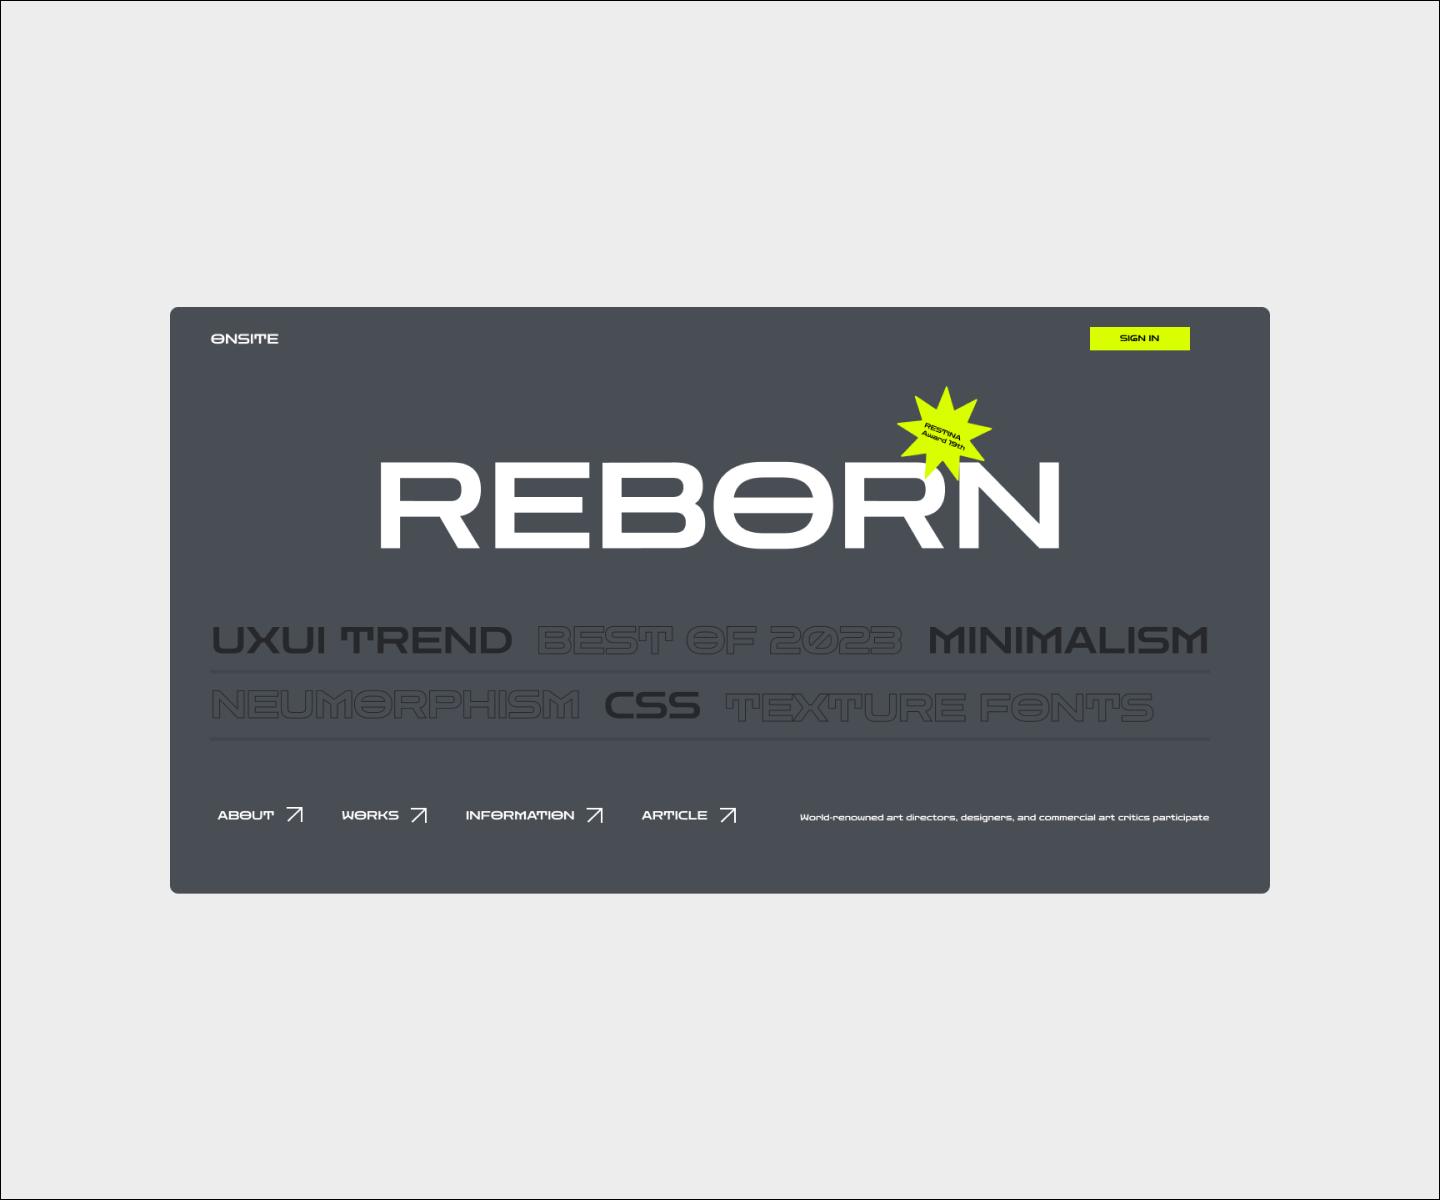 ONSITE
SIGN IN
RESTINA
Award 19th
REBORN
UXUI TREND BEST OF 2023 MINIMALISM
NEUMORPHISM CSS TEXTURE FONTS
ABOUT WORKS INFORMATION ARTICLE World-renowned art directors, designers, and commercial art critics participate